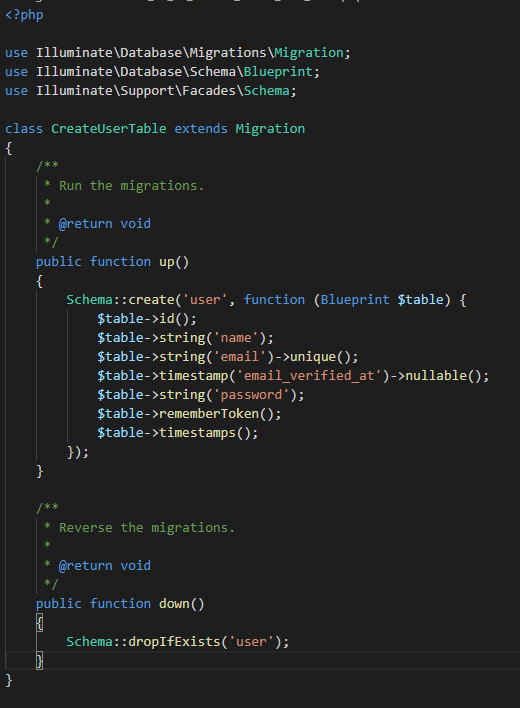 <?php
use Illuminate\Database\Migrations\Migration;
use Illuminate\Database\Schema\Blueprint;
use Illuminate\Support\Facades\Schema;
class CreateUserTable extends Migration
{
/**
* Run the migrations.
*
* @return void
*/
public function up()
{
Schema::create('user', function (Blueprint $table) {
$table->id();
$table->string('name');
$table->string('email')->unique();
$table->timestamp('email_verified_at')->nullable();
$table->string('password');
$table->rememberToken();
$table->timestamps();
});
}
/**
* Reverse the migrations.
*
* @return void
*/
public function down()
{
Schema::dropIfExists('user');
}
}